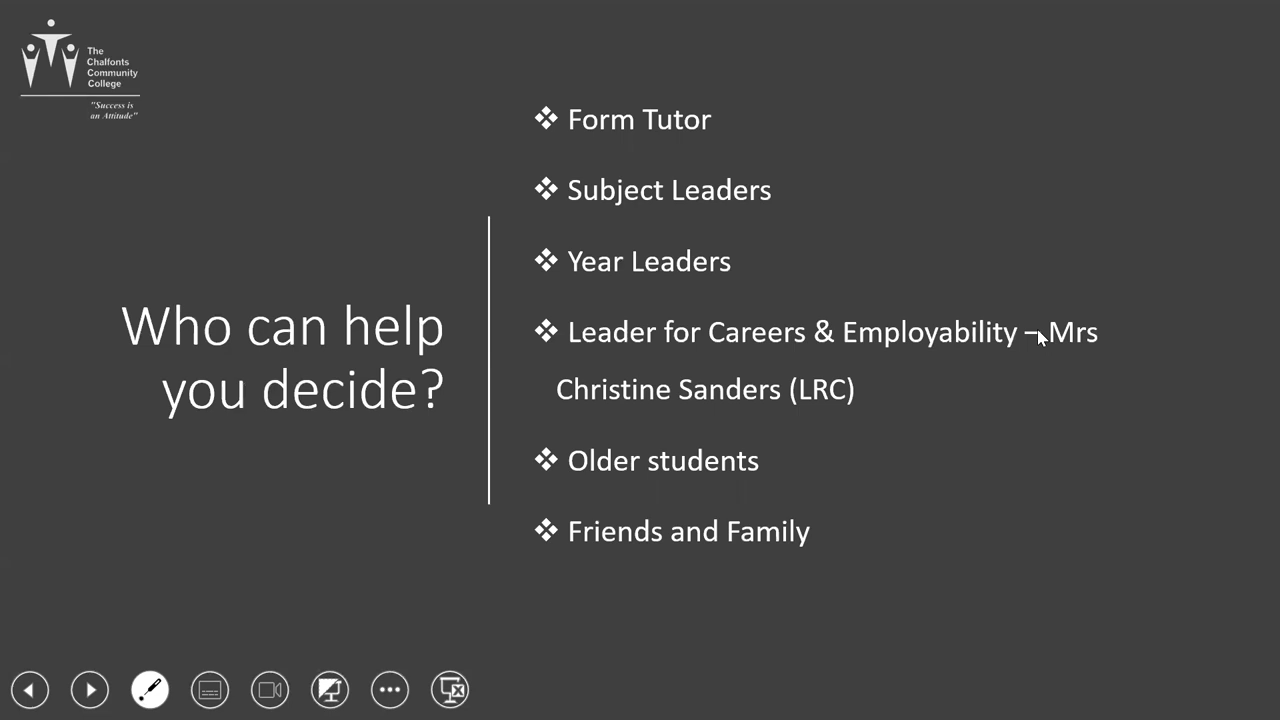 The
Chalfonts
Community
College
"Success is
an Attitude"
Who can help
you decide?
❖ Form Tutor
❖ Subject Leaders
❖ Year Leaders
❖ Leader for Careers & Employability – Mrs
Christine Sanders (LRC)
❖ Older students
❖ Friends and Family